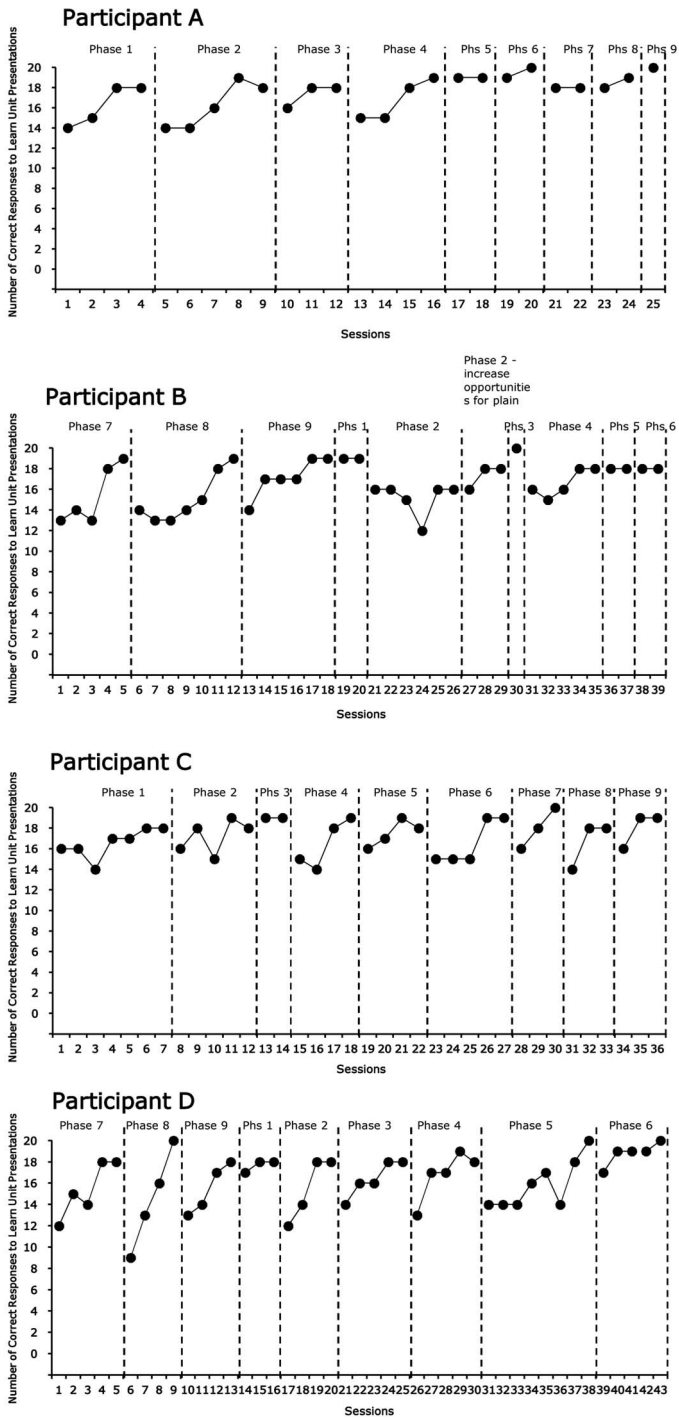 Participant A
Phase 1 Phase 2 Phase 3 Phase 4 Phs 5 Phs 6 Phs 7 Phs 8 Phs 9
Number of Correct Responses to Learn Unit Presentations
20
18
16
14
12
10
8
6
4
2
0
1 2 3 4 5 6 7 8 9 10 11 12 13 14 15 16 17 18 19 20 21 22 23 24 25
Sessions
Participant B
Phase 2 -
increase
opportunitie
s for plain
Phase 7 Phase 8 Phase 9 Phs 1 Phase 2 Phs 3 Phase 4 Phs 5 Phs 6
Number of Correct Responses to Learn Unit Presentations
20
18
16
14
12
10
8
6
4
2
0
1 2 3 4 5 6 7 8 9 10 11 12 13 14 15 16 17 18 19 20 21 22 23 24 25 26 27 28 29 30 31 32 33 34 35 36 37 38 39
Sessions
Participant C
Phase 1 Phase 2 Phs 3 Phase 4 Phase 5 Phase 6 Phase 7 Phase 8 Phase 9
Number of Correct Responses to Learn Unit Presentations
20
18
16
14
12
10
8
6
4
2
0
1 2 3 4 5 6 7 8 9 10 11 12 13 14 15 16 17 18 19 20 21 22 23 24 25 26 27 28 29 30 31 32 33 34 35 36
Sessions
Participant D
Phase 7 Phase 8 Phase 9 Phs 1 Phase 2 Phase 3 Phase 4 Phase 5 Phase 6
Number of Correct Responses to Learn Unit Presentations
20
18
16
14
12
10
8
6
4
2
0
1 2 3 4 5 6 7 8 9 10 11 12 13 14 15 16 17 18 19 20 21 22 23 24 25 26 27 28 29 30 31 32 33 34 35 36 37 38 39 40 41 42 43
Sessions